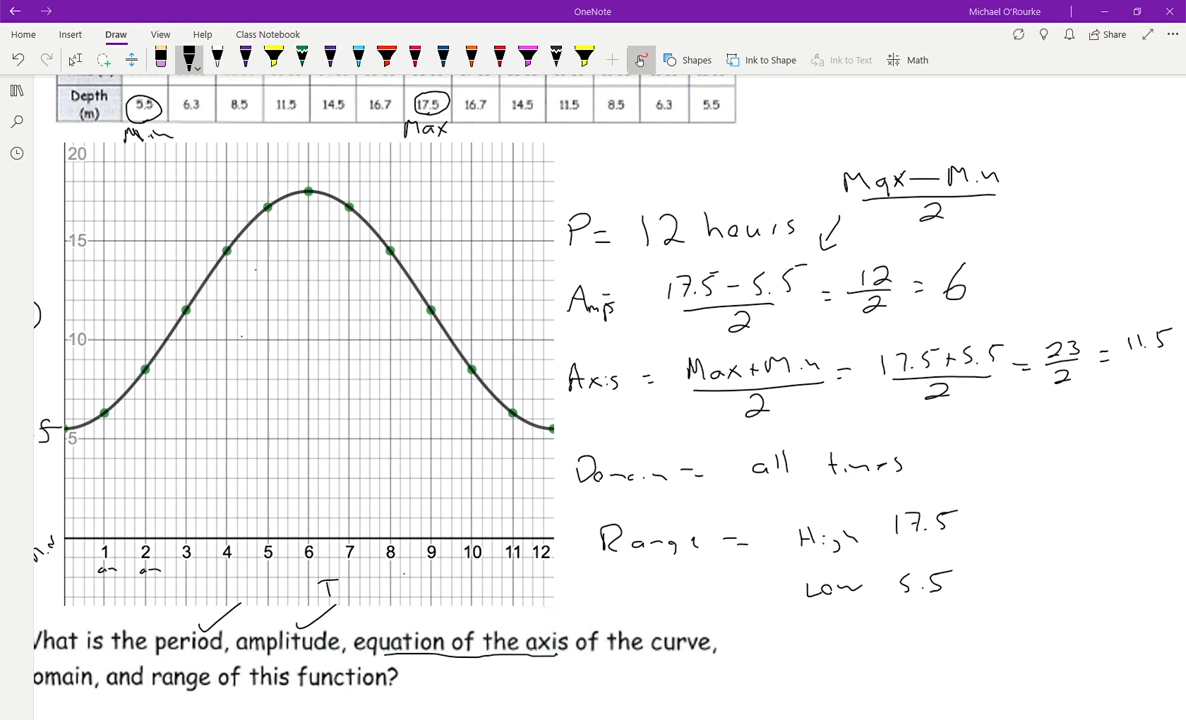 OneNote
Michael O'Rourke
Home Insert Draw View Help Class Notebook
Share
Shapes Ink to Shape Ink to Text Math
Depth (m) 5.5 6.3 8.5 11.5 14.5 16.7 17.5 16.7 14.5 11.5 8.5 6.3 5.5
Min Max
20
15
10
5
1 2 3 4 5 6 7 8 9 10 11 12
am am
T
Max - Min
2
P = 12 hours
Amp = 17.5 - 5.5 / 2 = 12/2 = 6
Axis = Max + Min / 2 = 17.5 + 5.5 / 2 = 23/2 = 11.5
Domain = all times
Range = High 17.5
Low 5.5
What is the period, amplitude, equation of the axis of the curve,
omain, and range of this function?